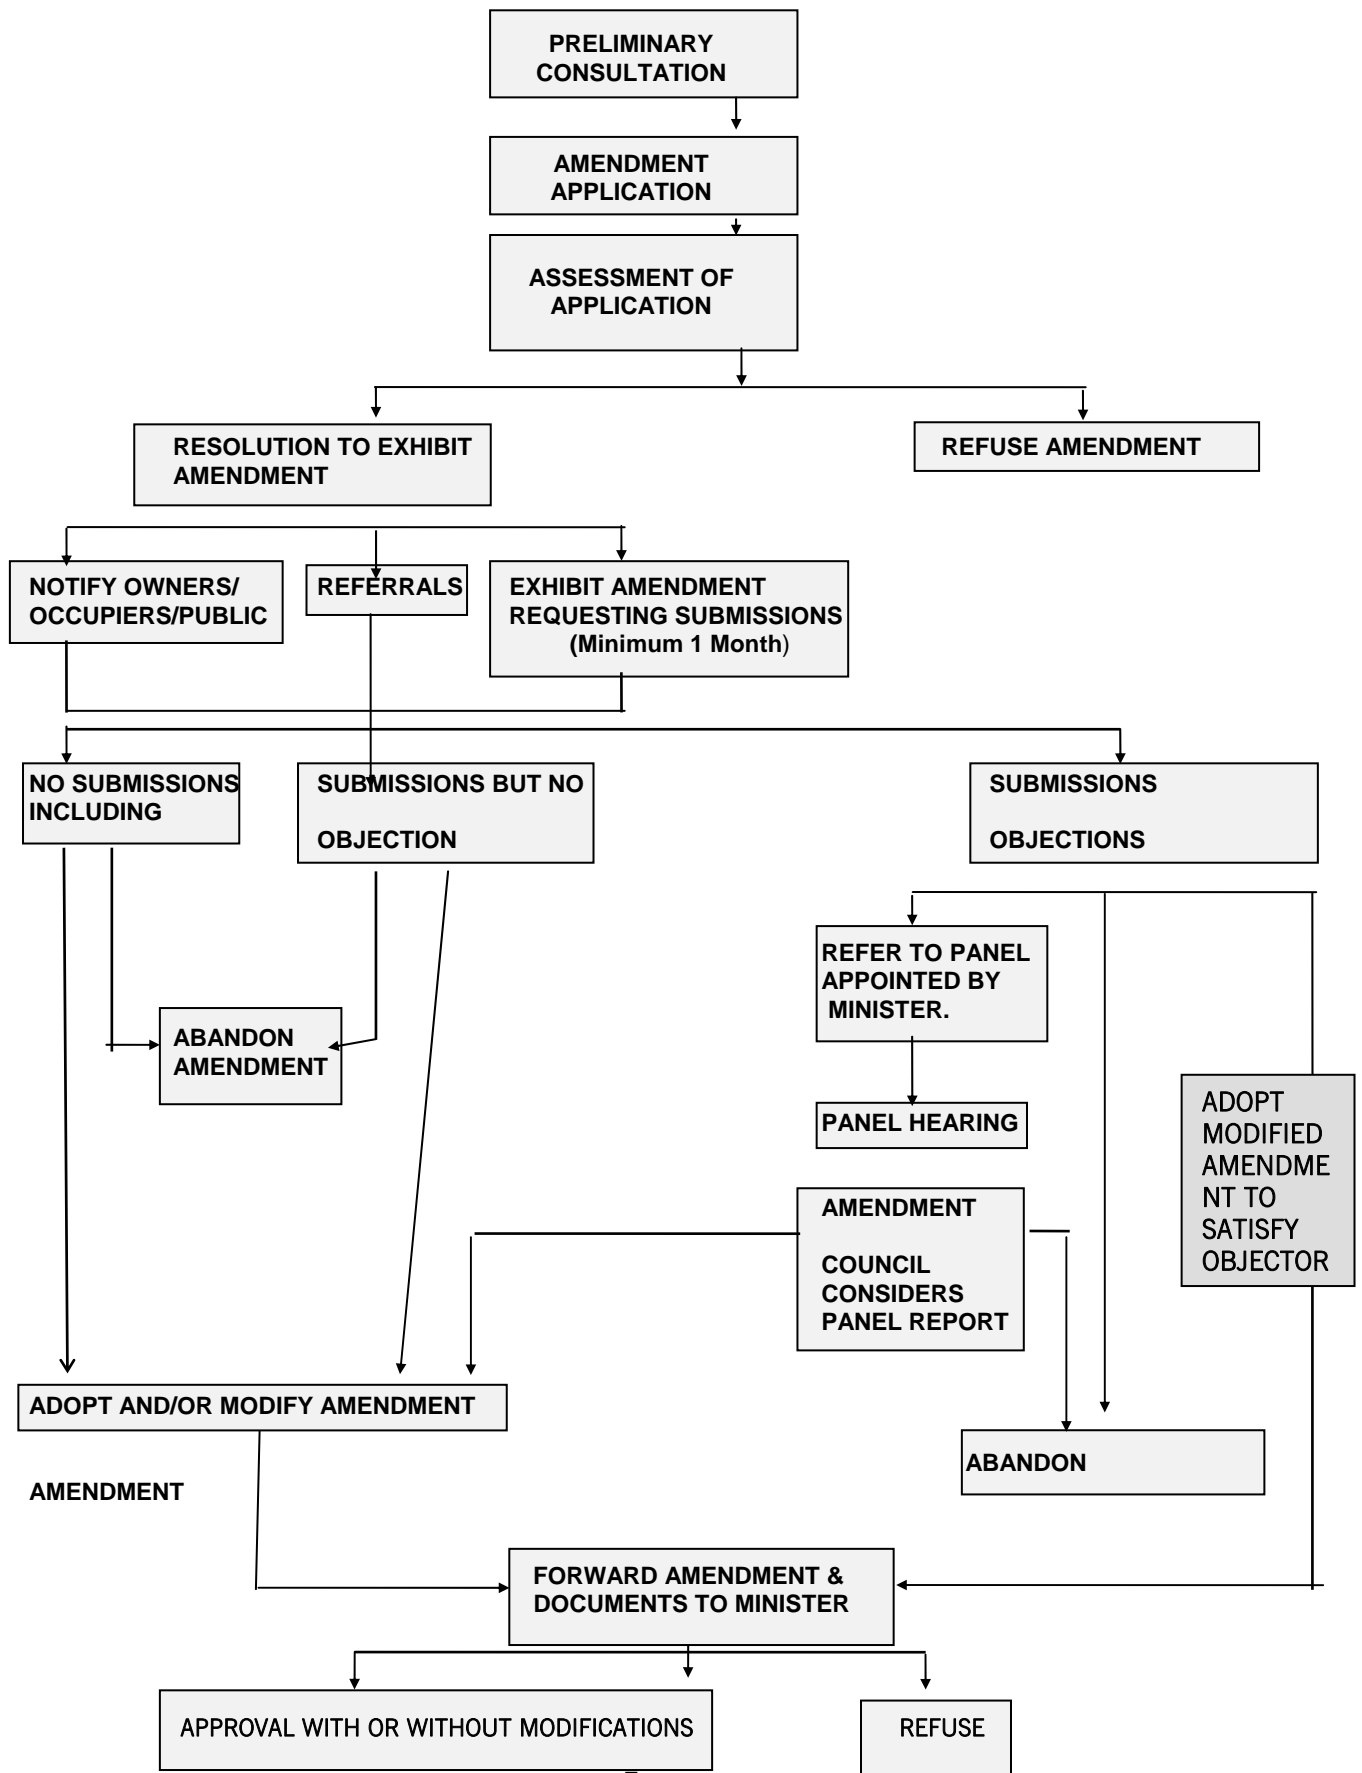 PRELIMINARY
CONSULTATION
AMENDMENT
APPLICATION
ASSESSMENT OF
APPLICATION
RESOLUTION TO EXHIBIT
AMENDMENT
REFUSE AMENDMENT
NOTIFY OWNERS/
OCCUPIERS/PUBLIC
REFERRALS
EXHIBIT AMENDMENT
REQUESTING SUBMISSIONS
(Minimum 1 Month)
NO SUBMISSIONS
INCLUDING
SUBMISSIONS BUT NO
OBJECTION
SUBMISSIONS
OBJECTIONS
REFER TO PANEL
APPOINTED BY
MINISTER.
ABANDON
AMENDMENT
PANEL HEARING
ADOPT
MODIFIED
AMENDME
NT TO
SATISFY
OBJECTOR
AMENDMENT
COUNCIL
CONSIDERS
PANEL REPORT
ADOPT AND/OR MODIFY AMENDMENT
ABANDON
AMENDMENT
FORWARD AMENDMENT &
DOCUMENTS TO MINISTER
APPROVAL WITH OR WITHOUT MODIFICATIONS
REFUSE